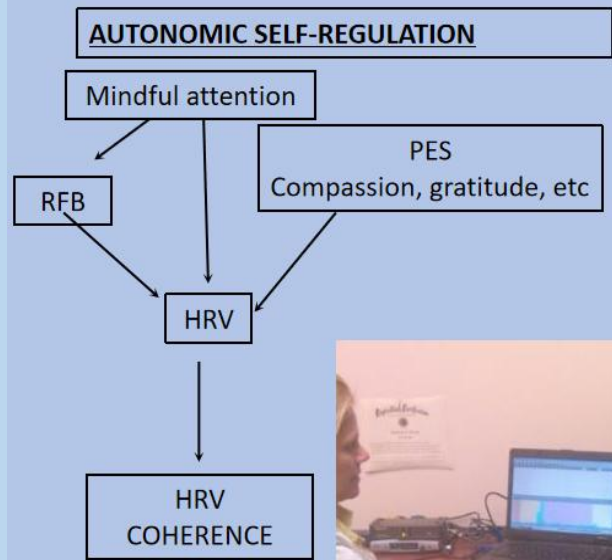 AUTONOMIC SELF-REGULATION
Mindful attention
PES
Compassion, gratitude, etc
RFB
HRV
HRV
COHERENCE